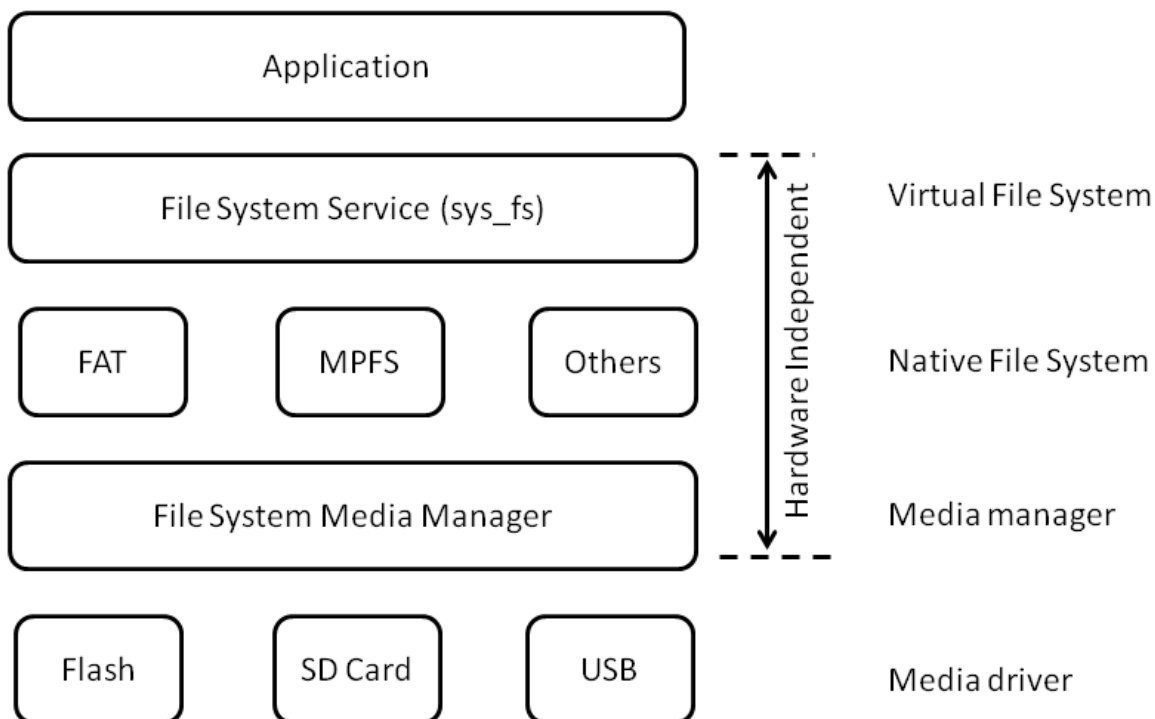 Application
File System Service (sys_fs)
Virtual File System
Hardware Independent
FAT
MPFS
Others
Native File System
File System Media Manager
Media manager
Flash
SD Card
USB
Media driver